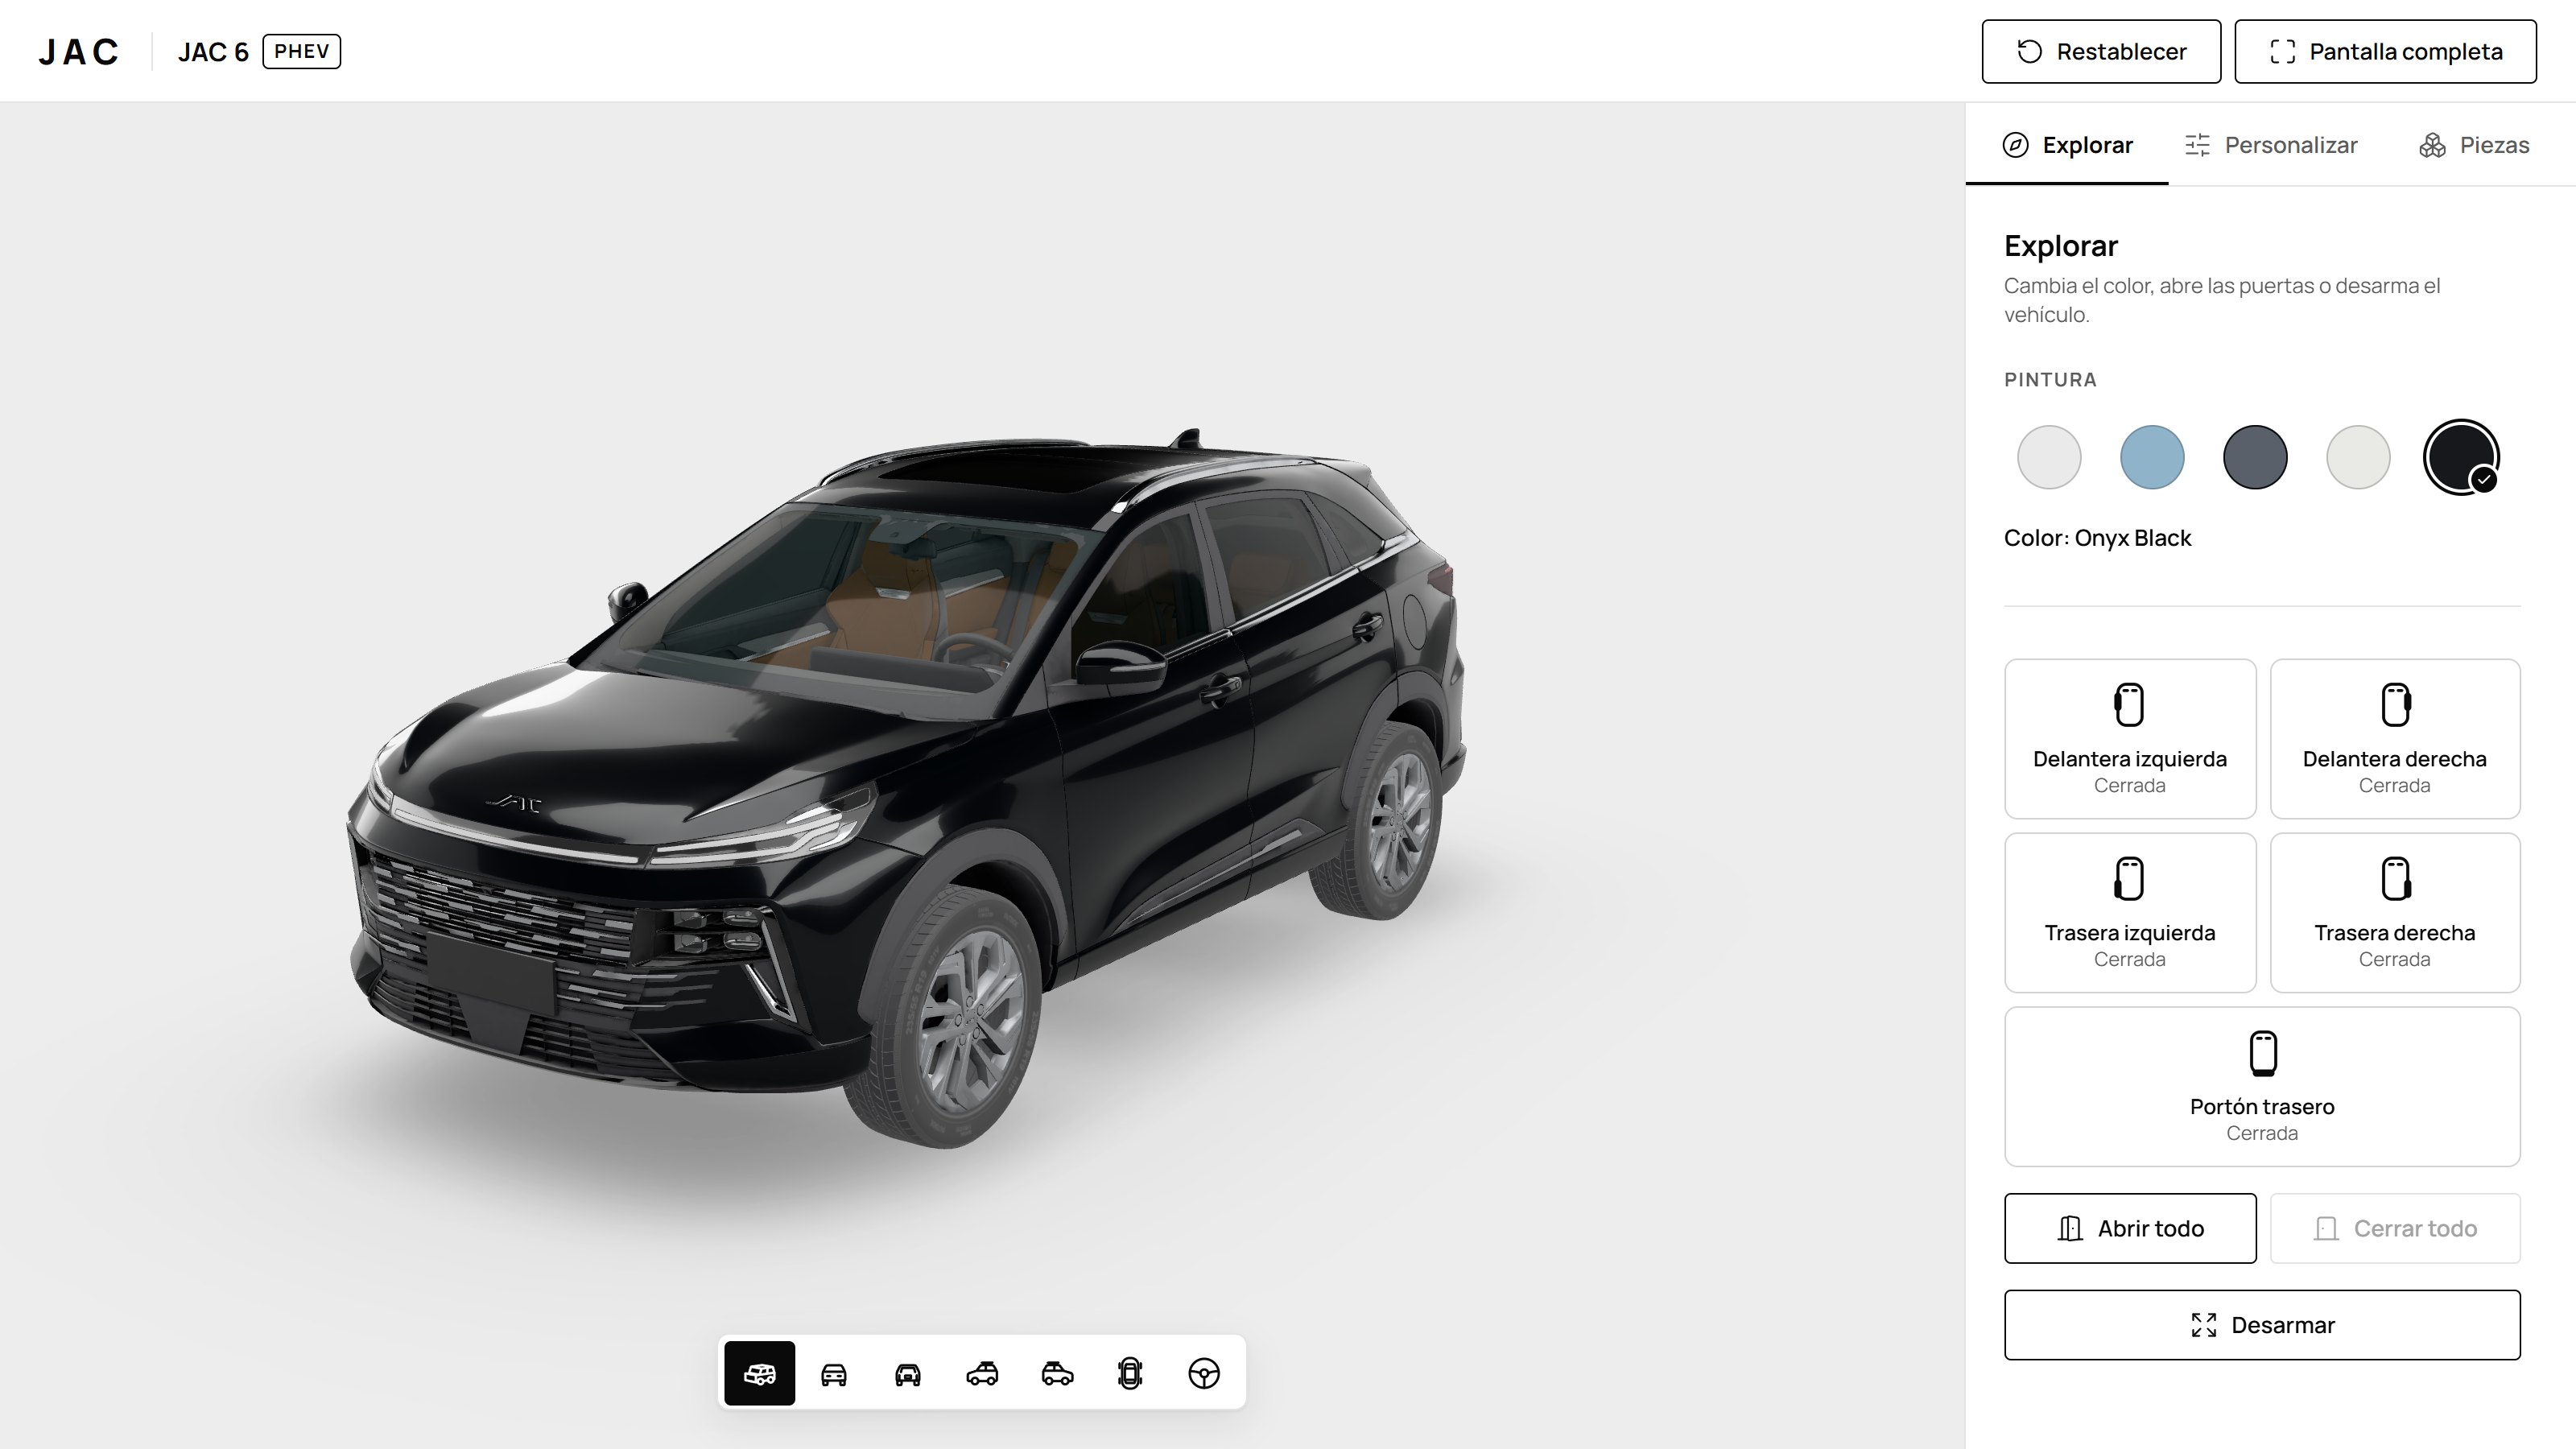 JAC
JAC 6
PHEV
Restablecer
Pantalla completa
Explorar
Personalizar
Piezas
Explorar
Cambia el color, abre las puertas o desarma el
vehículo.
PINTURA
Color: Onyx Black
Delantera izquierda
Cerrada
Delantera derecha
Cerrada
Trasera izquierda
Cerrada
Trasera derecha
Cerrada
Portón trasero
Cerrada
Abrir todo
Cerrar todo
Desarmar
JAC